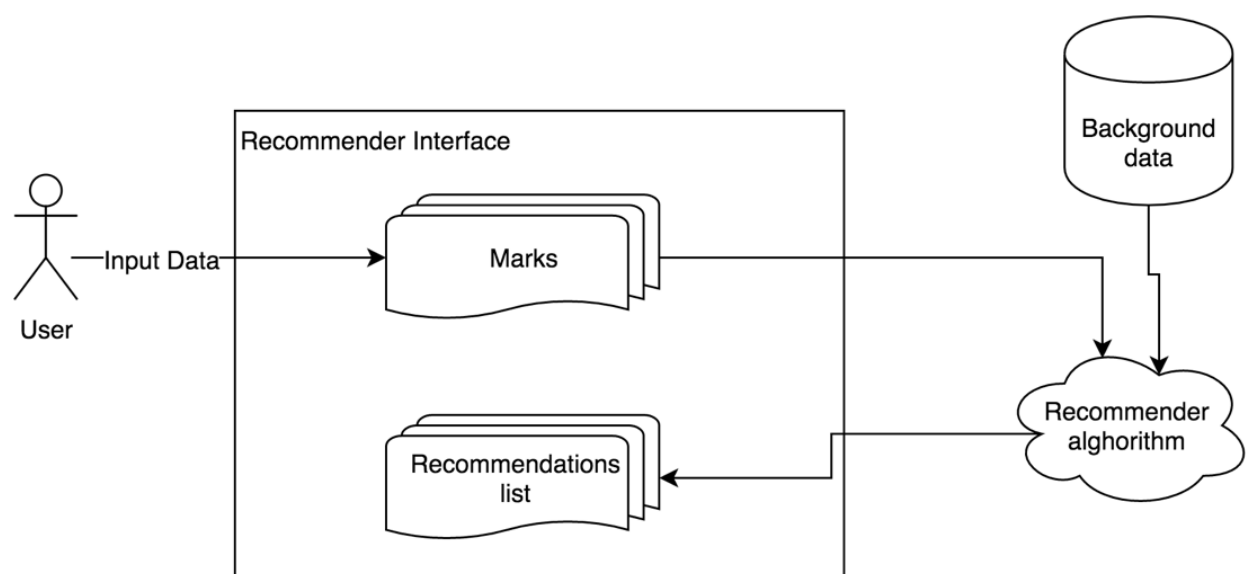 Background
data
Recommender Interface
Input Data
Marks
User
Recommender
alghorithm
Recommendations
list